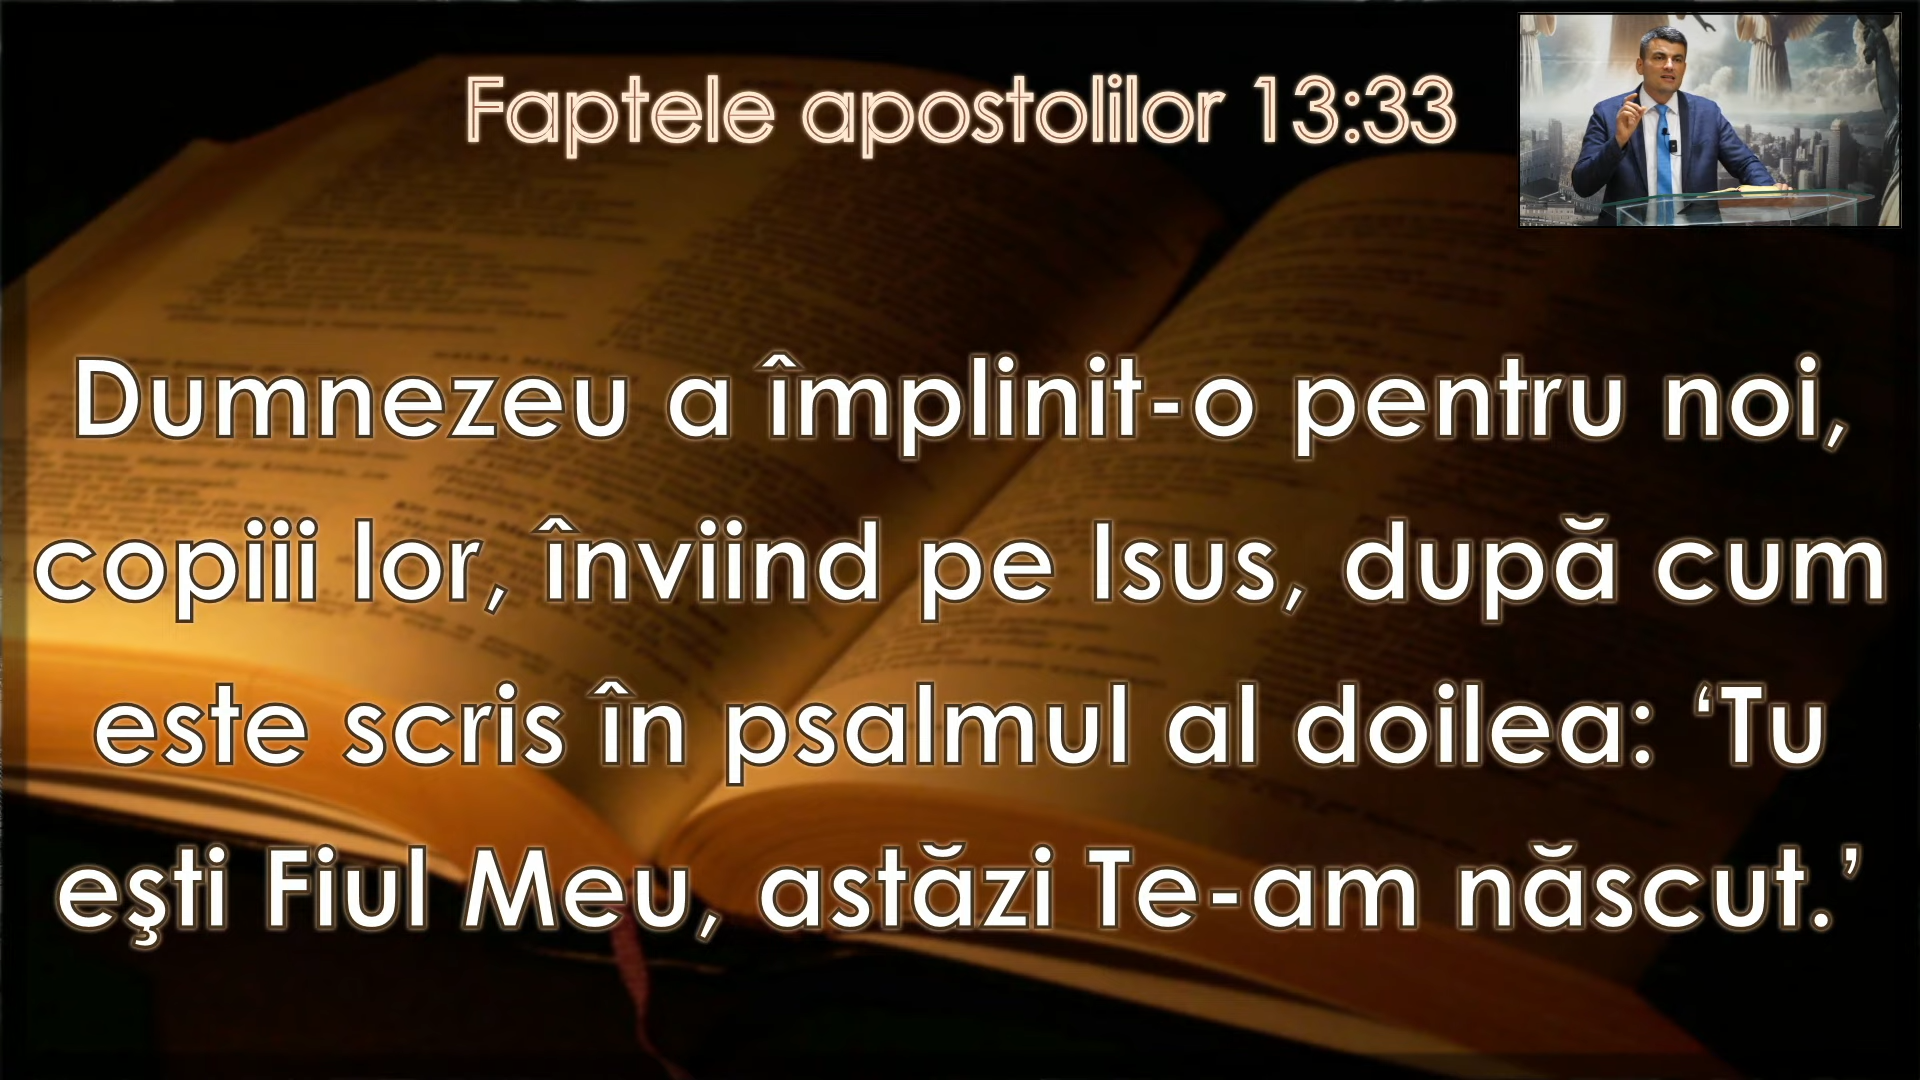 Faptele apostolilor 13:33
Dumnezeu a împlinit-o pentru noi,
copiii lor, înviind pe Isus, după cum
este scris în psalmul al doilea: ‘Tu
eşti Fiul Meu, astăzi Te-am născut.’